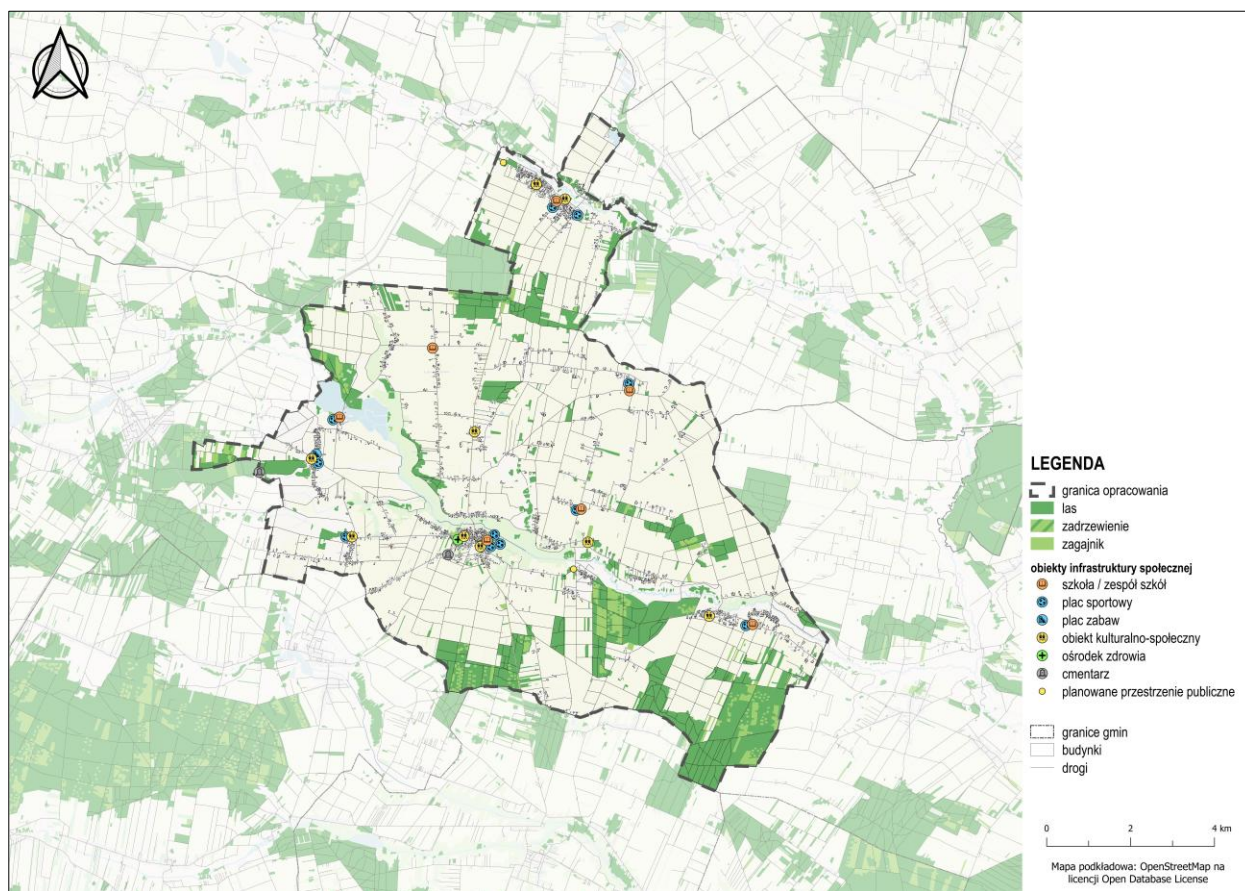 LEGENDA
granica opracowania
las
zadrzewienie
zagajnik
obiekty infrastruktury społecznej
szkoła / zespół szkół
plac sportowy
plac zabaw
obiekt kulturalno-społeczny
ośrodek zdrowia
cmentarz
planowane przestrzenie publiczne
granice gmin
budynki
drogi
0 2 4 km
Mapa podkładowa: OpenStreetMap na
licencji Open Database License